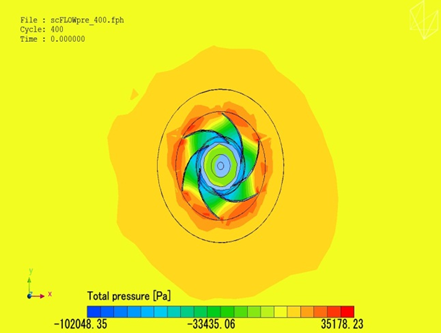 File : scFLOWpre_400.fph
Cycle: 400
Time : 0.000000
y
x
Total pressure [Pa]
-102048.35 -33435.06 35178.23